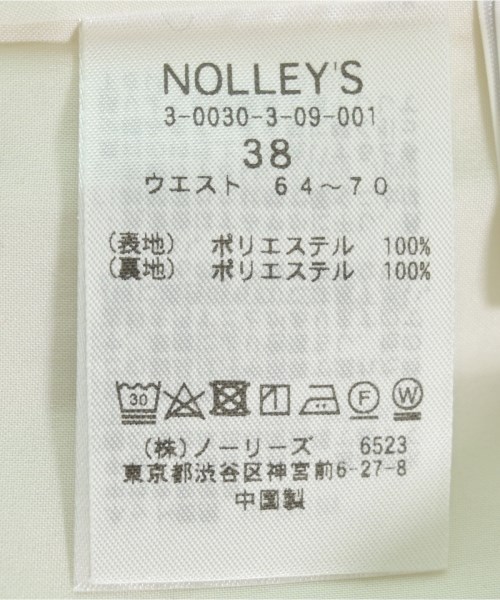 NOLLEY'S
3-0030-3-09-001
38
ウエスト 64～70
(表地) ポリエステル 100%
(裏地) ポリエステル 100%
30 F W
(株)ノーリーズ 6523
東京都渋谷区神宮前6-27-8
中国製